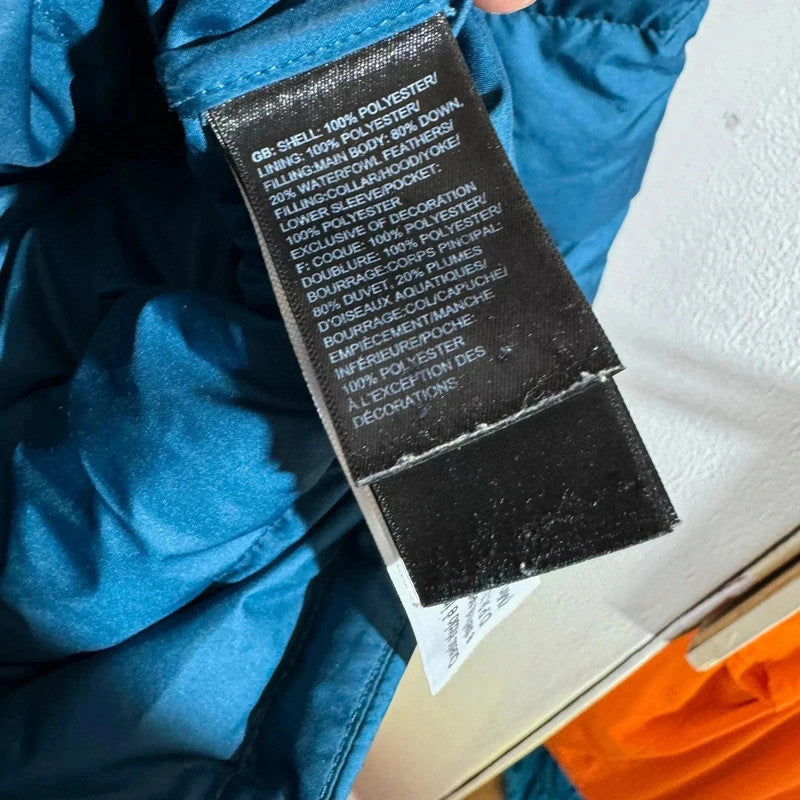 GB: SHELL: 100% POLYESTER/
LINING: 100% POLYESTER/
FILLING:MAIN BODY: 80% DOWN.
20% WATERFOWL FEATHERS/
FILLING:COLLAR/HOOD/YOKE/
LOWER SLEEVE/POCKET:
100% POLYESTER
EXCLUSIVE OF DECORATION
F: COQUE: 100% POLYESTER/
DOUBLURE: 100% POLYESTER/
BOURRAGE:CORPS PINCIPAL:
80% DUVET, 20% PLUMES
D'OISEAUX AQUATIQUES/
BOURRAGE:COL/CAPUCHE/
EMPIÈCEMENT/MANCHE
INFÉRIEURE/POCHE:
100% POLYESTER
À L'EXCEPTION DES
DÉCORATIONS